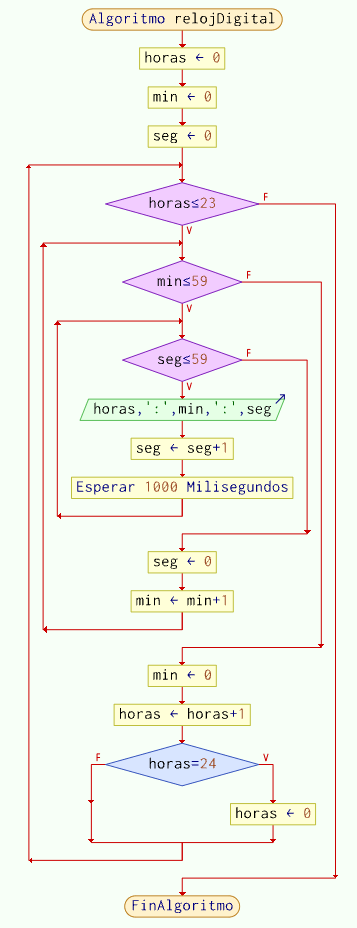 Algoritmo relojDigital
horas ← 0
min ← 0
seg ← 0
horas≤23
F
V
min≤59
F
V
seg≤59
F
V
horas,':',min,':',seg
seg ← seg+1
Esperar 1000 Milisegundos
seg ← 0
min ← min+1
min ← 0
horas ← horas+1
F
horas=24
V
horas ← 0
FinAlgoritmo